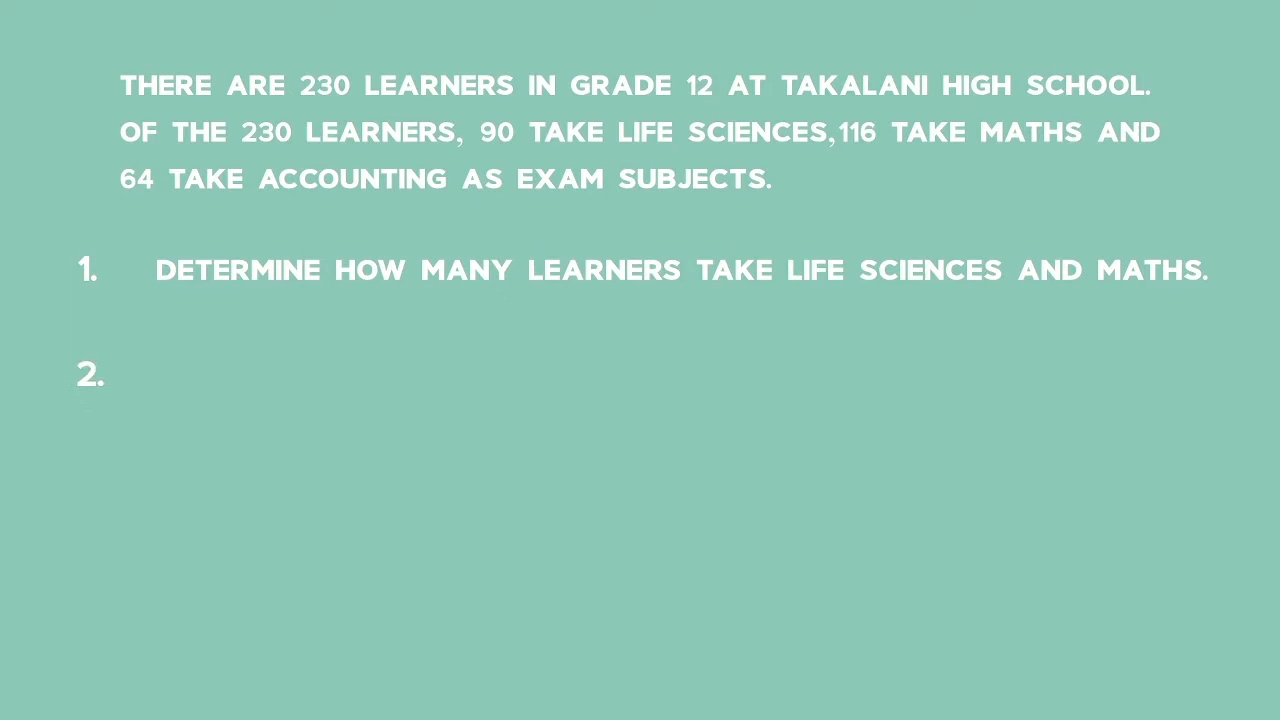 THERE ARE 230 LEARNERS IN GRADE 12 AT TAKALANI HIGH SCHOOL.
OF THE 230 LEARNERS, 90 TAKE LIFE SCIENCES,116 TAKE MATHS AND
64 TAKE ACCOUNTING AS EXAM SUBJECTS.
1. DETERMINE HOW MANY LEARNERS TAKE LIFE SCIENCES AND MATHS.
2.